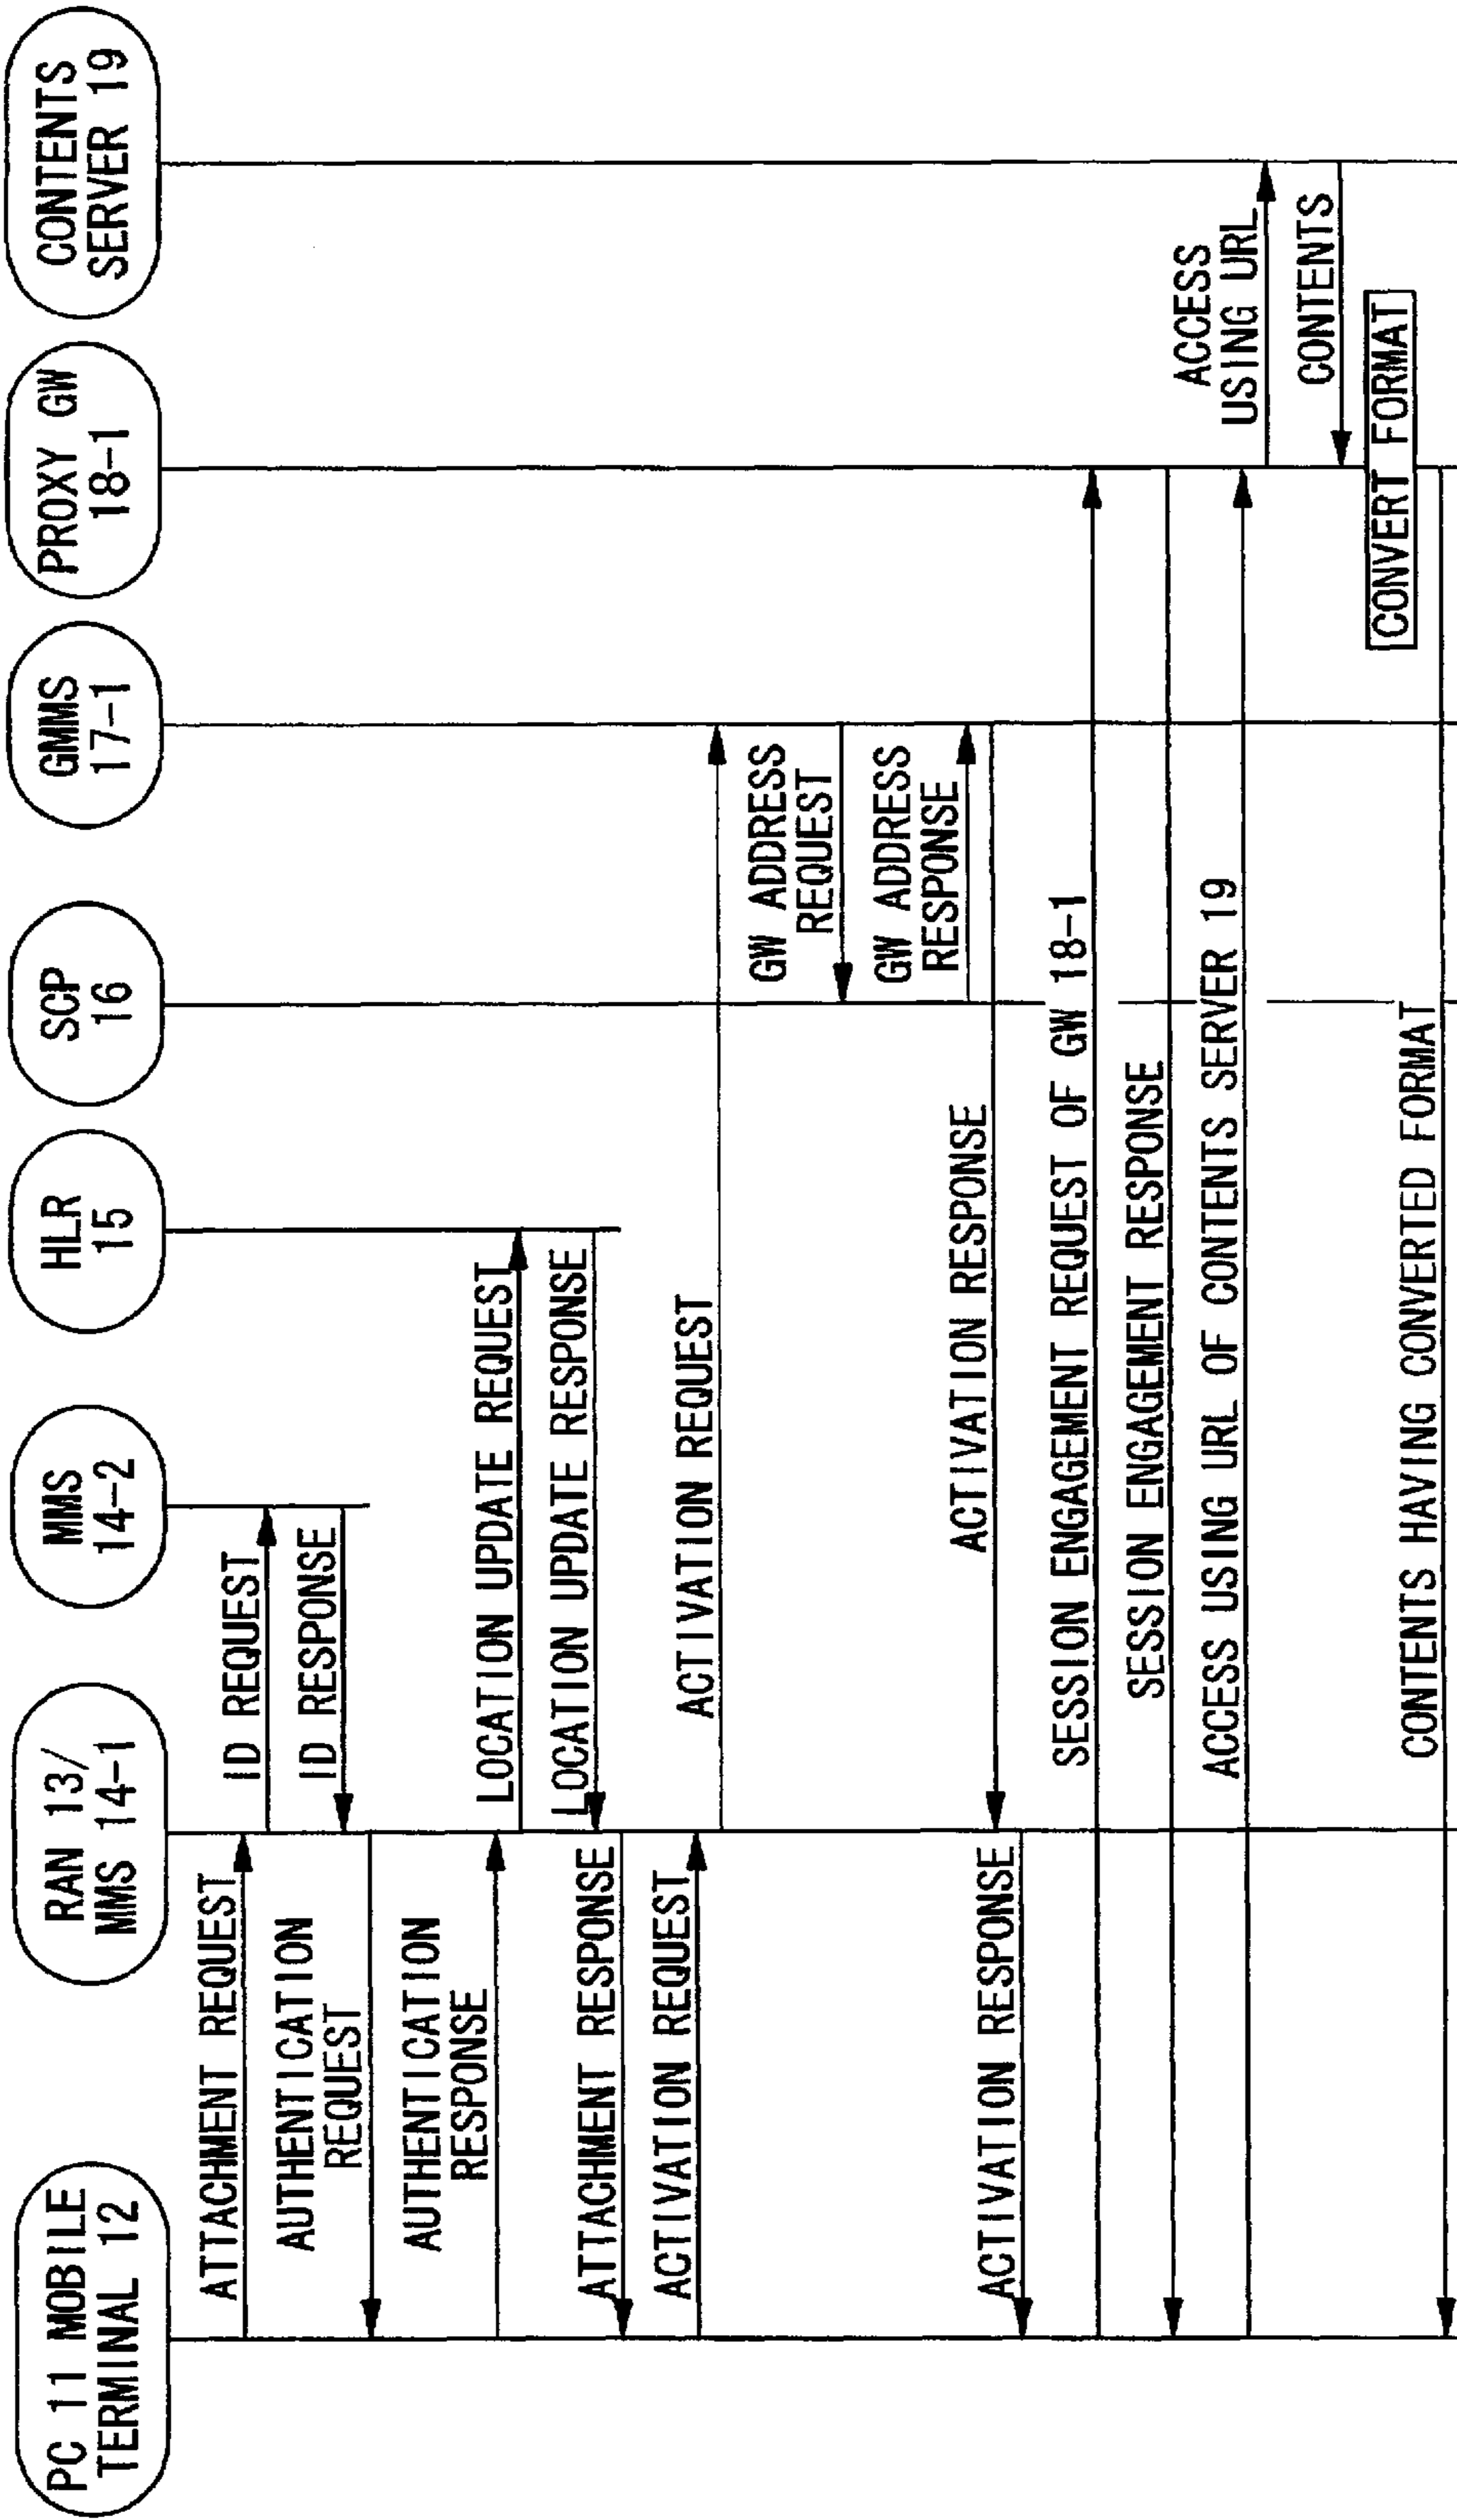 PC 11 MOBILE
TERMINAL 12
RAN 13/
MMS 14-1
MMS
14-2
HLR
15
SCP
16
GMMS
17-1
PROXY GW
18-1
CONTENTS
SERVER 19
ATTACHMENT REQUEST
ID REQUEST
ID RESPONSE
AUTHENTICATION
REQUEST
AUTHENTICATION
RESPONSE
LOCATION UPDATE REQUEST
LOCATION UPDATE RESPONSE
ATTACHMENT RESPONSE
ACTIVATION REQUEST
ACTIVATION REQUEST
GW ADDRESS
REQUEST
GW ADDRESS
RESPONSE
ACTIVATION RESPONSE
ACTIVATION RESPONSE
SESSION ENGAGEMENT REQUEST OF GW 18-1
SESSION ENGAGEMENT RESPONSE
ACCESS USING URL OF CONTENTS SERVER 19
ACCESS
USING URL
CONTENTS
CONVERT FORMAT
CONTENTS HAVING CONVERTED FORMAT